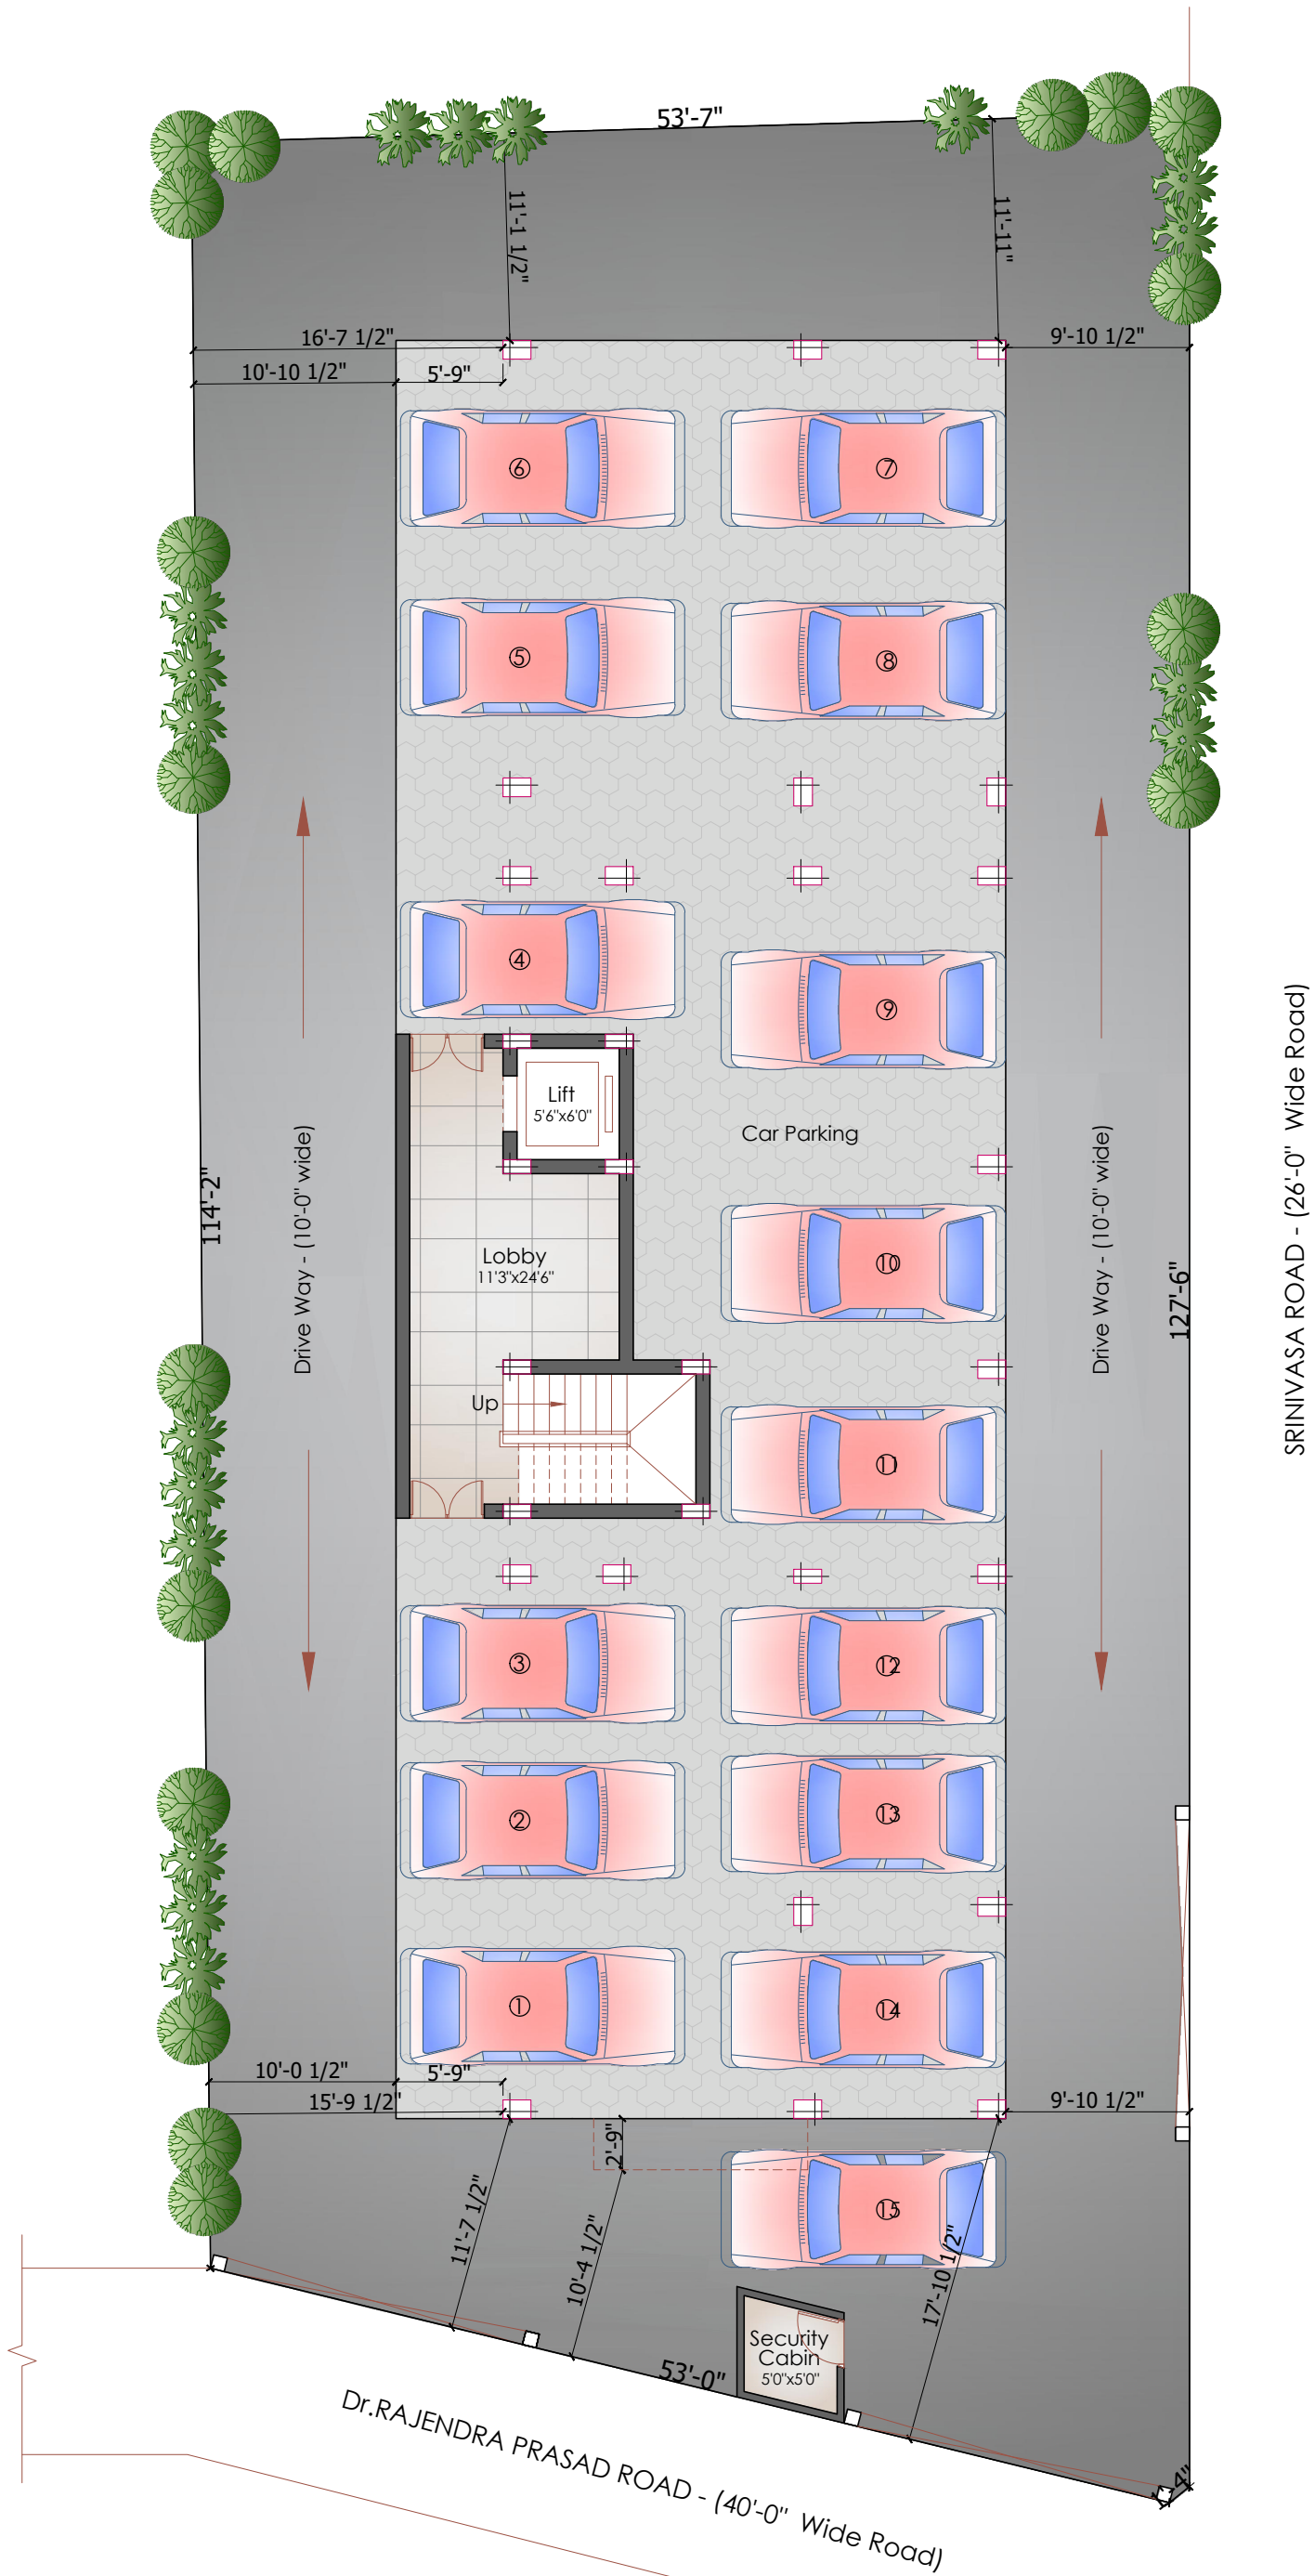 53'-7"
11'-1 1/2"
11'-11"
16'-7 1/2"
9'-10 1/2"
10'-10 1/2"
5'-9"
6
7
5
8
4
9
Lift
5'6"x6'0"
Car Parking
Drive Way - (10'-0" wide)
Drive Way - (10'-0" wide)
114'-2"
SRINIVASA ROAD - (26'-0" Wide Road)
Lobby
11'3"x24'6"
10
127'-6"
Up
11
3
12
2
13
1
14
10'-0 1/2"
5'-9"
15'-9 1/2"
9'-10 1/2"
2'-9"
15
11'-7 1/2"
10'-4 1/2"
17'-10 1/2"
Security
Cabin
5'0"x5'0"
53'-0"
Dr.RAJENDRA PRASAD ROAD - (40'-0" Wide Road)